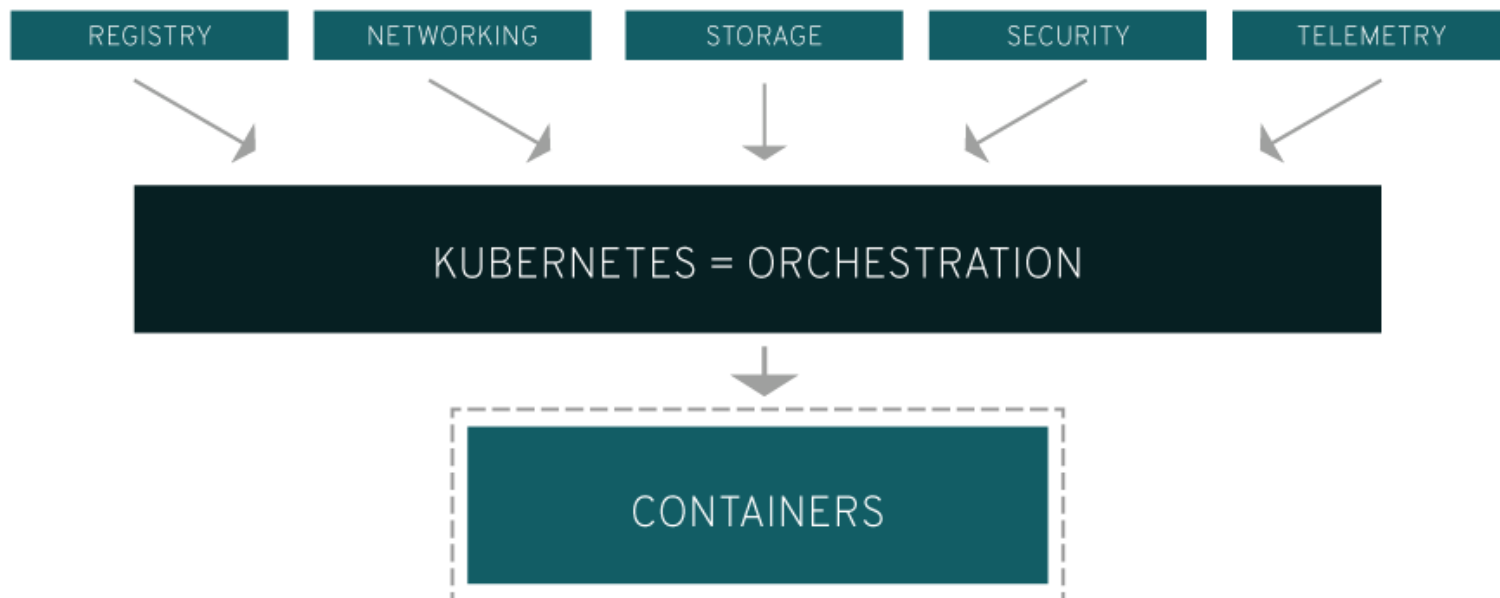 REGISTRY
NETWORKING
STORAGE
SECURITY
TELEMETRY
KUBERNETES = ORCHESTRATION
CONTAINERS